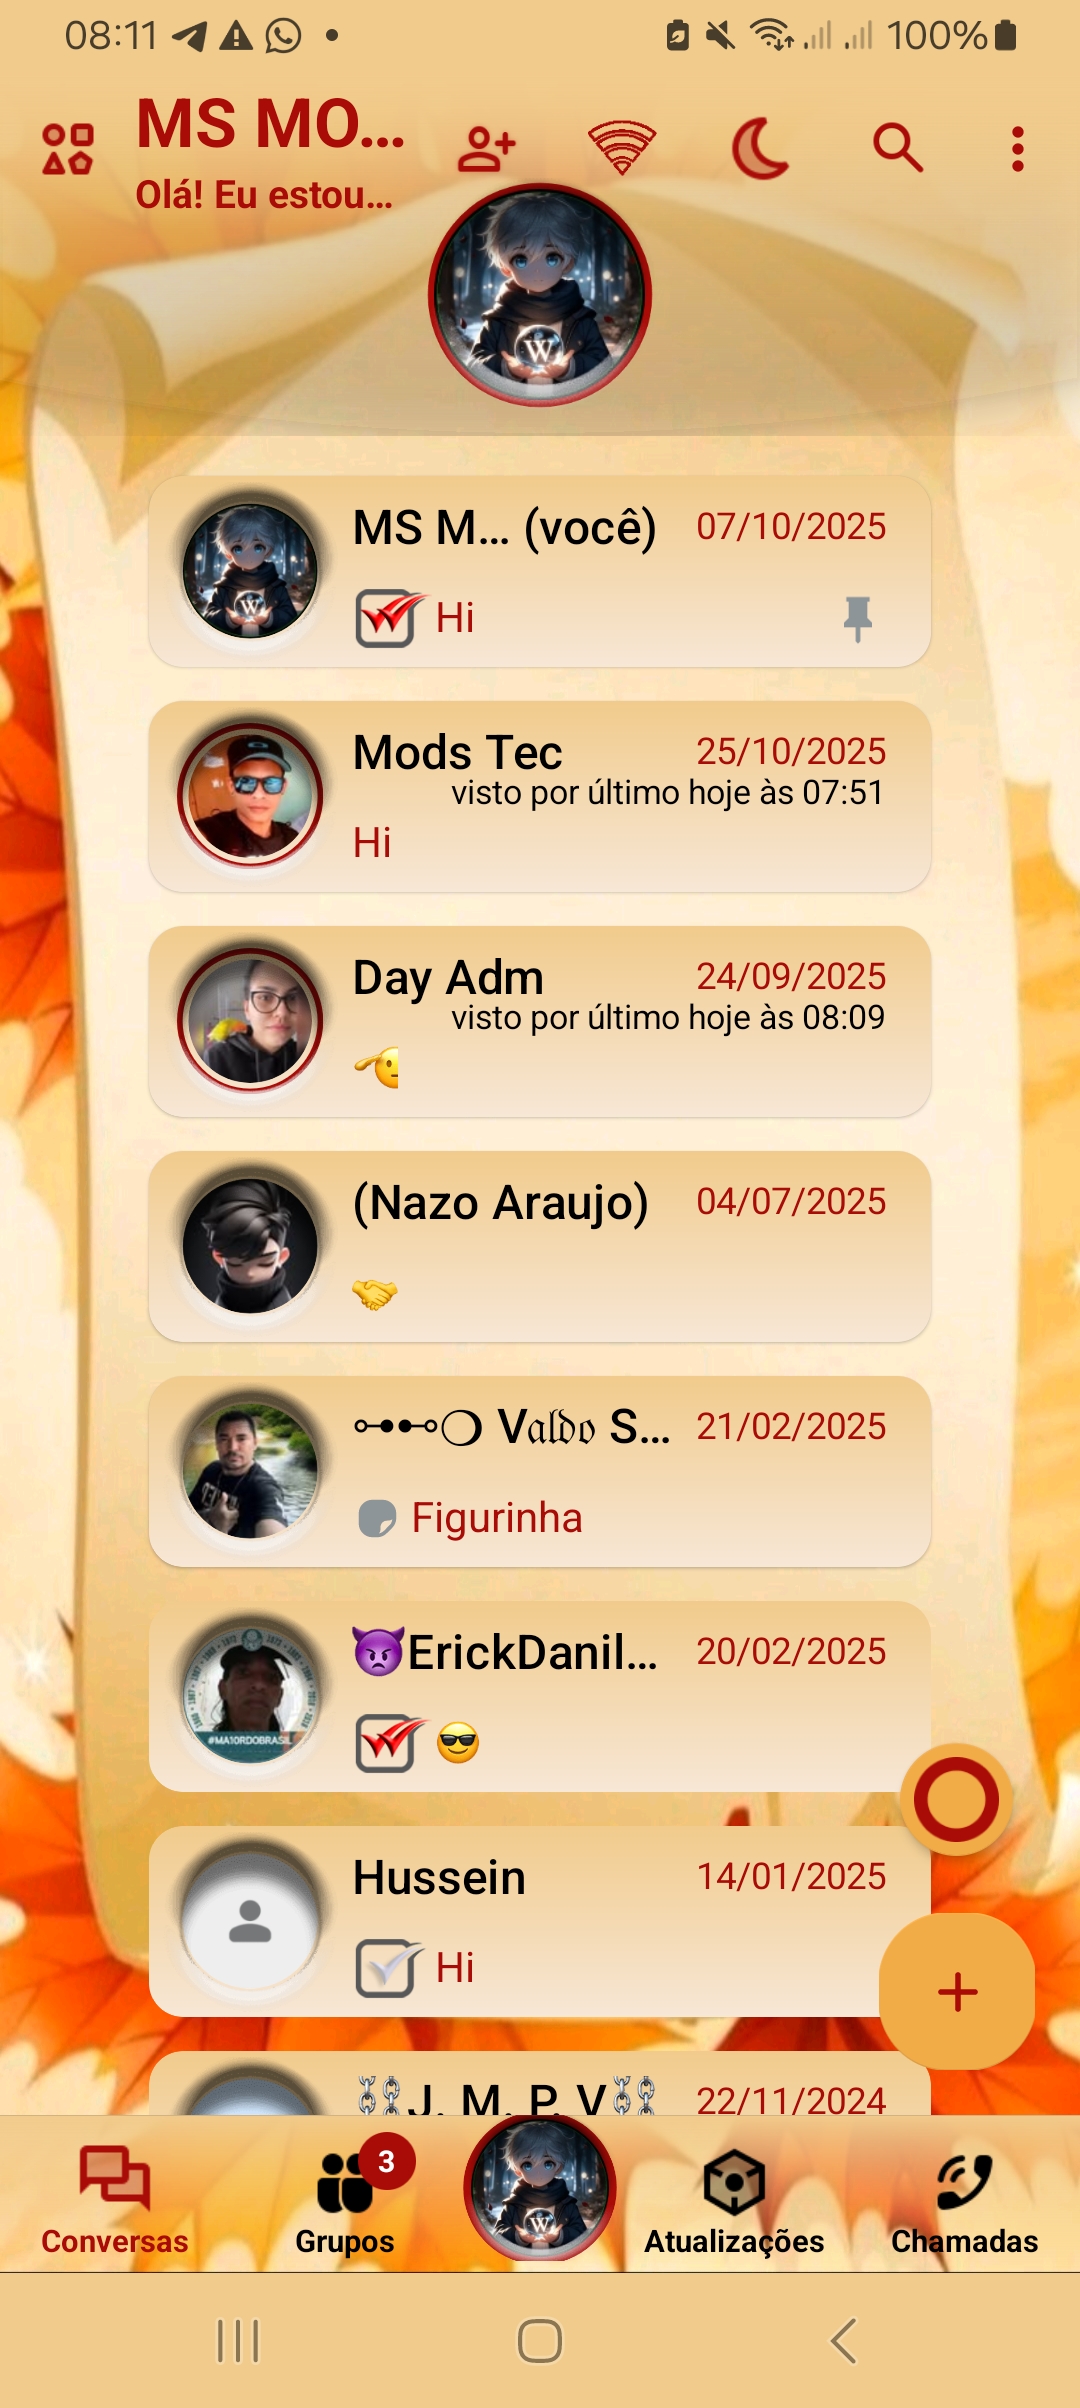 08:11
100%
MS MO...
Olá! Eu estou...
W
MS M... (você) 07/10/2025
Hi
Mods Tec 25/10/2025
visto por último hoje às 07:51
Hi
Day Adm 24/09/2025
visto por último hoje às 08:09
(Nazo Araujo) 04/07/2025
V𝔞𝔩𝔡𝔬 S... 21/02/2025
Figurinha
😈ErickDanil... 20/02/2025
#MA1ORDOBRASIL
😎
Hussein 14/01/2025
Hi
⛓J. M. P. V⛓ 22/11/2024
3
Conversas
Grupos
Atualizações
Chamadas